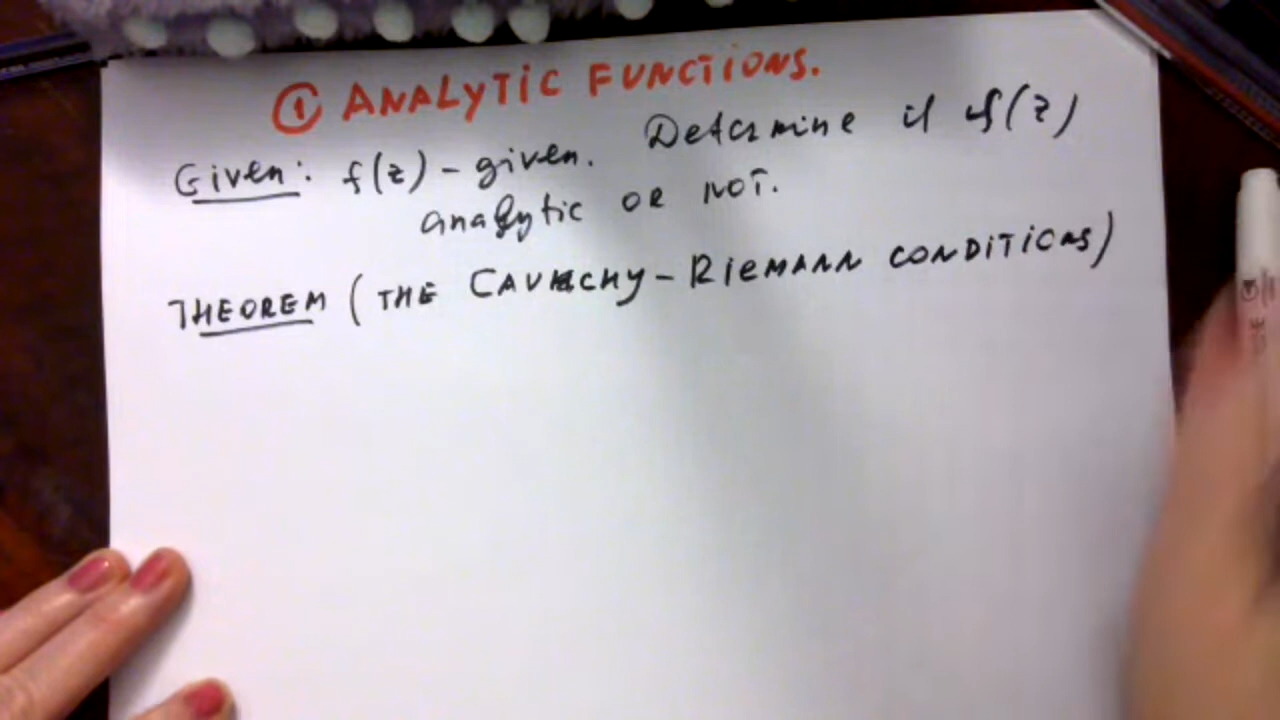 ① ANALYTIC FUNCTIONS.
Given: f(z) - given. Determine if f(z)
analytic OR NOT.
THEOREM (THE CAUCHY - RIEMANN CONDITIONS)